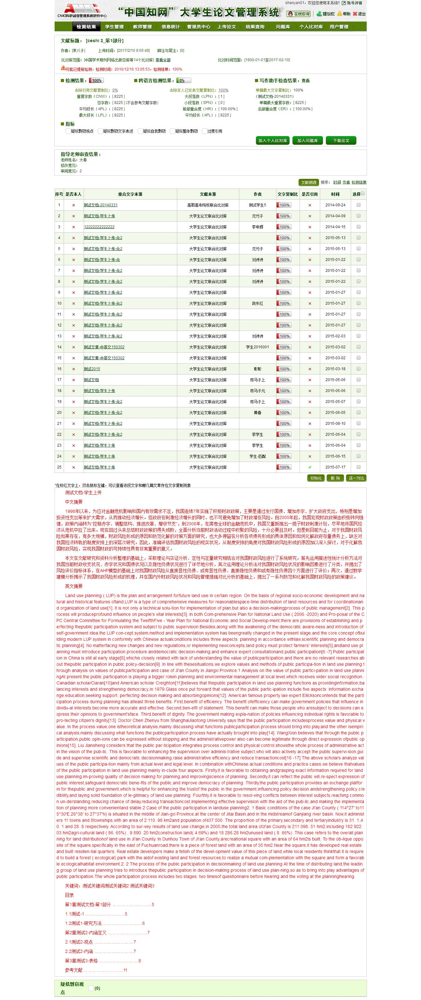 shenyan01，欢迎您使用本系统！ 账号详情
CNKI科研诚信管理系统研究中心
“中国知网”大学生论文管理系统
在线咨询 建议栏 帮助 退出
检测结果 学生管理 教师管理 信息统计 管理员中心 上传论文 结果查询 问题库 个人比对库 用户管理
文献标题： [ceshi 2_第1部分]
作者：[芈八子] 上传时间：[2017/2/10 9:05:49] 脚注与尾注：[0]
比对库范围：[中国学术期刊网络出版总库等14个比对库] 查看全部 比对时间范围：[1900-01-01至2017-02-10]
可能已提前检测，检测时间：2016/12/16 13:05:53，检测结果：100%
检测结果：100% 跨语言检测结果：0% 写作助手检查结果：查看
去除引用文献复制比：0% 去除本人已发表文献复制比：100% 单篇最大文字复制比：100%
重复字数（CNW）：[ 8225 ] 大段落数（LPN）：[ 1 ] （测试文档-20140331）
总字数：[ 8225 ] (不含参考文献字数) 小段落数（SPN）：[ 0 ] 单篇最大重复字数：[ 8225 ]
平均段长（APL）：[ 8225 ] 前部重合度（HR）：[ 100.00% ] 后部重合度（ER）：[ 100.00% ]
最大段长（LPL）：[ 8225 ] 平均段长（APL）：[ 8225 ]
指标
疑似剽窃观点 疑似剽窃文字表述 疑似自我剽窃 疑似整体剽窃 过度引用
加入个人比对库 加入问题库 下载论文
指导老师审查结果：
老师姓名：大秦
修改意见：
审阅意见：2
文献溯源 排序： 时间 作者 检测结果
序号 是否本人 重合文字来源 文献来源 作者 文字复制比 是否引用 时间 选择
1 × 测试文档-20140331 高职高专院校联合比对库 测试学生5 100% × 2014-09-24
2 × 测试文档-学生上传 大学生论文联合比对库 沈竹子 100% × 2014-04-09
3 × 12222222222222 大学生论文联合比对库 李申辉 100% × 2014-04-15
4 × 测试文档-学生上传-汆2 大学生论文联合比对库 100% × 2015-05-13
5 × 测试文档-学生上传-汆2 大学生论文联合比对库 沈竹子 100% × 2015-05-13
6 × 测试文档-学生上传-汆 大学生论文联合比对库 刘诗诗 100% × 2015-01-22
7 × 测试文档-学生上传-汆2 大学生论文联合比对库 刘诗诗 100% × 2015-01-22
8 × 测试文档-学生上传-汆2 大学生论文联合比对库 刘诗诗 100% × 2015-01-22
9 × 测试文档-学生上传-汆2 大学生论文联合比对库 100% × 2015-01-27
10 × 测试文档-学生上传-汆2 大学生论文联合比对库 政东红 100% × 2015-01-27
11 × 测试文档-学生上传-汆2 大学生论文联合比对库 100% × 2015-01-27
12 × 测试文档-学生上传-汆2 大学生论文联合比对库 100% × 2015-01-27
13 × 测试文档-学生上传-汆2 大学生论文联合比对库 刘诗诗 100% × 2015-02-03
14 × 测试文章-中英文150302 大学生论文联合比对库 学生2016001 100% × 2015-03-02
15 × 测试文章-中英文150302 大学生论文联合比对库 100% × 2015-03-02
16 × 测试2015 大学生论文联合比对库 彰彰 100% × 2015-03-18
17 × 测试文档 大学生论文联合比对库 司马子上 100% × 2015-05-06
18 × 测试文档-学生上传 大学生论文联合比对库 司马子元 100% × 2015-05-06
19 × 测试文档-学生上传-汆2 大学生论文联合比对库 司马子上 100% × 2015-05-07
20 × 测试文档-学生上传-汆2 大学生论文联合比对库 黄春 100% × 2015-06-05
21 × 测试文档-学生上传-汆2 大学生论文联合比对库 100% × 2015-08-10
22 × 测试文档-学生上传-汆2 大学生论文联合比对库 李学生 100% × 2015-06-04
23 × 测试文档-学生上传 大学生论文联合比对库 李学生 100% × 2015-06-04
24 × 测试文档-学生上传 大学生论文联合比对库 学生-匹配 100% × 2015-06-15
25 × 测试文档-学生上传 大学生论文联合比对库 100% 2015-07-17
初始化 删 除 逐一对比
*在标红文字上，双击鼠标左键，可以查看该段文字和哪几篇文章存在文字复制现象
测试文档-学生上传
中文摘要
1998年以来，为应对金融危机影响和国内有效需求不足，我国连续7年实施了积极财政政策，主要是通过发行国债、增加赤字、扩大政府支出，特别是增加
投资性支出等来扩大需求，从而推动经济增长。但政府在刺激经济增长的同时，也不可避免增加了财政潜在风险。自2005年起，我国宏观财政政策由积极转向稳
健，政策内涵转为“控制赤字、调整结构、推进改革、增收节支”，到2008年，在席卷全球的金融危机中，我国又重新推出一揽子财政刺激计划，尽早地将国民经
济从危机中拉了出来。现在回过头来总结财政政策的得失成败，全面分析当前财政活动过程中积聚的风险，十分必要且及时。但是到目前为止，对于我国财政风
险如果存在，有多大规模，财政风险形成的原因和防范化解的对策方面的研究，也大多停留在分析各项债务形成的具体原因和如何化解政府存量债务上，缺乏对
我国经济转轨的制度安排上的深层次研究。因此，准确评估我国财政风险的现实状况，从制度安排的角度对我国财政风险形成的原因加以深入探讨，对于化解我
国财政风险，实现我国财政的可持续性具有非常重要的意义。
本文在文献研究和资料分析整理的基础上，采取理论与实证分析、定性与定量研究相结合对我国财政风险进行了系统研究。首先运用描述性统计分析方法对
我国当前财政收支状况、赤字状况和国债状况以及隐性负债状况进行了详尽地分析，其次运用理论分析法对我国财政风险状况的影响因素进行了分类，并提出了
风险评价指标体系，在AHP模型的基础上对我国财政风险从直接显性负债、或有显性负债、直接隐性负债和或有隐性负债四个方面进行了评价；再次，通过数学
建模分析揭示了我国财政风险形成的机理，并在国内外财政风险状况和风险管理措施对比分析的基础上，提出了一系列防范和化解我国财政风险的政策建议。
英文摘要
Land use planning ( LUP) is the plan and arrangement forfuture land use in certain region. On the basis of regional socio-economic development and na
tural and historical features ofland,LUP is a type of comprehensive measures for reasonablespace-time distribution of land resources and for coordinationan
d organization of land use[1]. It is not only a technical solu-tion for implementation of plan,but also a decision-makingprocess of public management[2]. This p
rocess will produceprofound influence on people's vital interests[3]. In both Com-prehensive Plan for National Land Use ( 2006 -2020) and Pro-posal of the C
PC Central Committee for Formulating the TwelfthFive - Year Plan for National Economic and Social Develop-ment,there are provisions of establishing and p
erfecting thepublic participation system and subject to public supervision.Besides,along with the awakening of the democratic aware-ness and introduction of
self-government idea,the LUP con-cept,system,method and implementation system has beengreatly changed in the present stage,and the core concept ofbui
lding modern LUP system in conformity with Chinese actualconditions includes three aspects: planning in accordance withlaw,scientific planning and democra
tic planning[4]. No matterfacing new changes and new regulations,or implementing newconcepts,land policy must protect farmers' interests[5],andland use pl
anning must introduce participation procedure anddemocratic decision-making,and enhance expert consultationand public participation[6 -7].Public participat
ion in China is still at early stage[8],whichis closely related with lack of understanding the value of publicparticipation,and there are no relevant researches ab
out thepublic participation in public policy-decision[9]. In line with thesesituations,we explore values and methods of public participa-tion in land use planning t
hrough analysis on values of publicparticipation and case of Ji'an County in Jiangxi Province.1 Analysis on the value of public partici-pation in land use planni
ngAt present,the public participation is playing a bigger rolein planning and environmental management at local level,which receives wider social recognition.
Canadian scholarCiaran[10]and American scholar Creighton[11]believes that thepublic participation in land use planning functions as providinginformation,ba
lancing interests and strengthening democracy;in 1979,Glass once put forward that values of the public partic-ipation include five aspects: information excha
nge,education,seeking support, perfecting decision making and absorbingopinions[12]. American famous property law expert Ellicksoncontends that the parti
cipation process during planning has atleast three benefits. First,benefit of efficiency. The benefit ofefficiency can make government policies that influence in
dividu-al interests become more accurate and effective. Second,ben-efit of statement. This benefit can make those people who aresubject to decisions can e
xpress their opinions to government'sface. Third,benefit of dignity. The government making expla-nation of policies influencing individual rights is favorable to
pro-tecting citizen's dignity[13]. Doctor Chen Zhenyu from ShanghaiJiaotong University says that the public participation includesprocess value and physical v
alue. In the process value,one istheoretical analysis,mainly discussing what functions publicparticipation process should bring into play,and the other isempiri
cal analysis,mainly discussing what functions the publicparticipation process have actually brought into play[14]. WangXixin believes that through the public p
articipation,public opin-ions can be expressed without stopping,and the administrativepower also can become legitimate through direct expression ofpublic op
inions[15]. Liu Jiansheng considers that the public par-ticipation integrates process control and physical control,showsthe whole process of administrative act
in the vision of the pub-lic. This is favorable to enhancing the supervision over adminis-trative subject,who will also actively accept the public supervi-sion,gui
de and supervise scientific and democratic decisionmaking,raise administrative efficiency and reduce transactioncost[16 -17].The above scholars analyze val
ues of the public participa-tion mainly from actual level and legal level. In combination withChinese actual conditions and practice cases,we believe thatvalues
of the public participation in land use planning mainly in-clude four aspects. Firstly,it is favorable to obtaining andgrasping exact information required for land
use planning,im-proving quality of decision making for planning,and improvingscience of planning. Secondly,it can reflect the public will,re-spect expression of
public interest,safeguard democratic bene-fits of the public,and improve democracy of planning. Thirdly,the public participation provides an exchange platfor
m for thepublic and government,which is helpful for enhancing the trustof the public in the government,influencing policy decision andstrengthening policy cre
dibility,and laying solid foundation of le-gitimacy of land use planning. Fourthly,it is favorable to resol-ving conflicts between interest subjects,reaching commo
n un-derstanding,reducing chance of delay,reducing transactioncost,implementing effective supervision with the aid of the pub-lic,and making the implementa
tion of planning more convenientand stable.2 Case of the public participation in landuse planning2. 1 Basic conditions of the case Ji'an County ( 114°27' to11
5°30'E,26°38' to 27°37'N) is situated in the middle of Jian-gxi Province,at the center of Jitai Basin,and in the midstreamof Ganjiang river basin. Now,it administ
ers 11 towns and 8townships,with an area of 2 110. 98 km2and population of437 500. The proportion of the primary,secondary and tertiaryindustry is 31. 1,4
0. 1 and 28. 8 respectively. According to sur-vey results of land use change,in 2005,the total land area ofJi'an County is 211 098. 51 hm2,including 182 922.
03 hm2agri-cultural land ( 86. 65%) , 9 890. 20 hm2construction land( 4.69%) and 18 286.28 hm2unused land ( 8. 66%) .This case refers to the overall plan
ning for land distributionof land use in Ji'an County. In Dunhou Town of Ji'an County,arecreational square with an area of 64 hm2is built. To the ob-lique oppo
site of the square,specifically in the east of Fuchuanroad,there is a piece of forest land with an area of 35 hm2.Near the square,it has developed real estate
and built residen-tial quarters. Real estate developers make a fetish of the devel-opment value of this piece of land,while local residents thinkthat it is require
d to build a forest ( ecological) park with the aidof existing land and forest resources,to realize a mutual com-plementation with the square and form a favorab
le ecologicalhabitat environment.2. 2 The process of the public participation in decisionmaking of land use planning At the time of distributing land,the leadin
g group of land use planning tries to introduce thepublic participation in decision-making process of land use plan-ning,so as to bring into play advantages of
public participation.The whole participation process includes two stages: two timesof questionnaire before hearing and the voting at the planninghearing.
关键词：测试关键词测试关键词2 测试关键词3
目录
第1章测试文档-第1部分 ………………………5
1.1测试-1 ………………………5
1.2测试1-研究方法 ………………………6
第2章测试2-内涵定义 ………………………7
2.1测试2-观点 ………………………7
2.2测试2-内涵 ………………………7
第3章测试3-表格 ………………………8
参考文献 ………………………11
疑似剽窃观
点
(0)